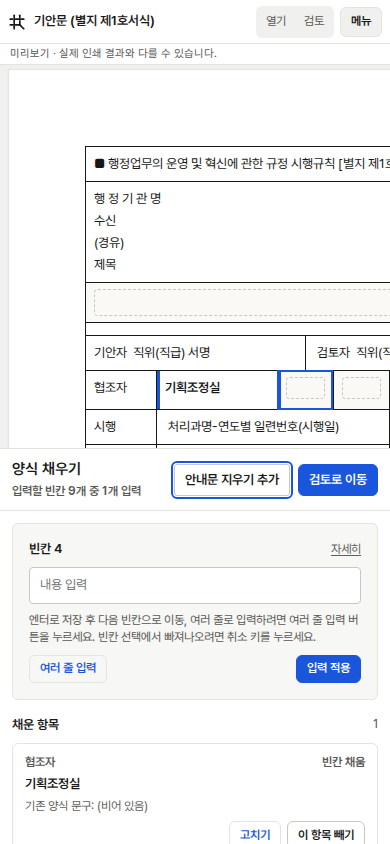 기안문 (별지 제1호서식)
열기 검토 메뉴
미리보기 · 실제 인쇄 결과와 다를 수 있습니다.
■ 행정업무의 운영 및 혁신에 관한 규정 시행규칙 [별지 제1호
행 정 기 관 명
수신
(경유)
제목
기안자 직위(직급) 서명 검토자 직위(직
협조자 기획조정실
시행 처리과명-연도별 일련번호(시행일)
양식 채우기
입력할 빈칸 9개 중 1개 입력
안내문 지우기 추가 검토로 이동
빈칸 4 자세히
내용 입력
엔터로 저장 후 다음 빈칸으로 이동, 여러 줄로 입력하려면 여러 줄 입력 버
튼을 누르세요. 빈칸 선택에서 빠져나오려면 취소 키를 누르세요.
여러 줄 입력 입력 적용
채운 항목 1
협조자 빈칸 채움
기획조정실
기존 양식 문구: (비어 있음)
고치기 이 항목 빼기